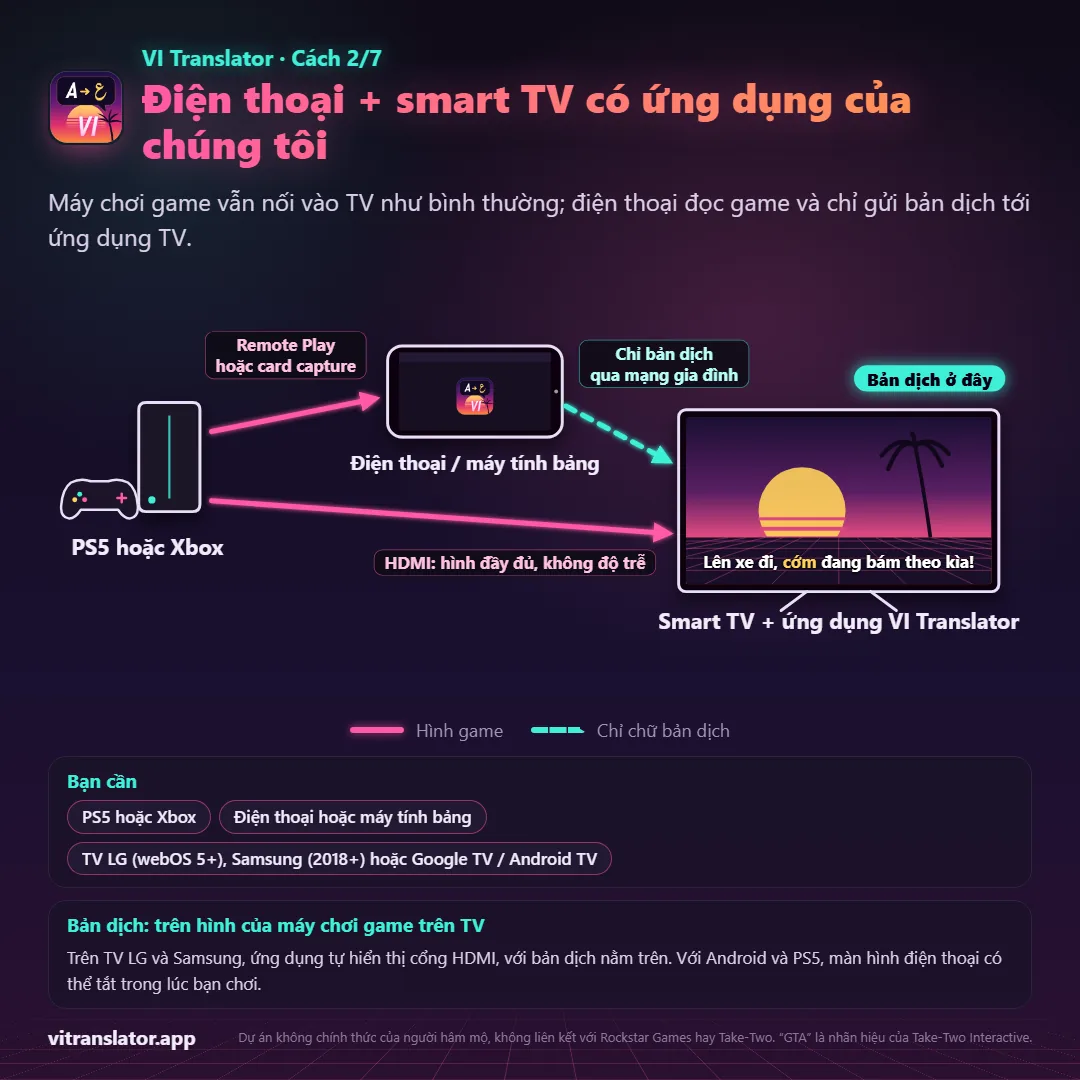 VI Translator · Cách 2/7
Điện thoại + smart TV có ứng dụng của
chúng tôi
A→ع
VI
Máy chơi game vẫn nối vào TV như bình thường; điện thoại đọc game và chỉ gửi bản dịch tới
ứng dụng TV.
Remote Play
hoặc card capture
A→ع
VI
Chỉ bản dịch
qua mạng gia đình
Bản dịch ở đây
Điện thoại / máy tính bảng
PS5 hoặc Xbox
HDMI: hình đầy đủ, không độ trễ
Lên xe đi, cớm đang bám theo kìa!
Smart TV + ứng dụng VI Translator
Hình game
Chỉ chữ bản dịch
Bạn cần
PS5 hoặc Xbox
Điện thoại hoặc máy tính bảng
TV LG (webOS 5+), Samsung (2018+) hoặc Google TV / Android TV
Bản dịch: trên hình của máy chơi game trên TV
Trên TV LG và Samsung, ứng dụng tự hiển thị cổng HDMI, với bản dịch nằm trên. Với Android và PS5, màn hình điện thoại có
thể tắt trong lúc bạn chơi.
vitranslator.app
Dự án không chính thức của người hâm mộ, không liên kết với Rockstar Games hay Take-Two. “GTA” là nhãn hiệu của Take-Two Interactive.